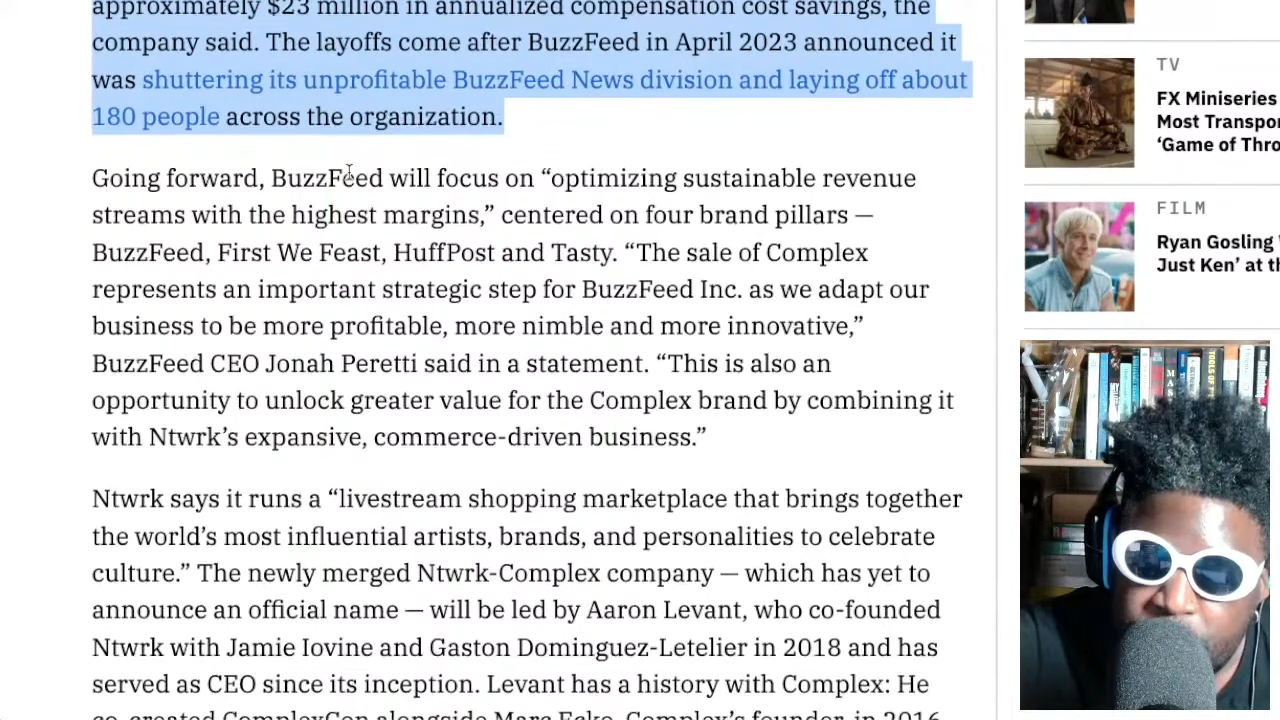 approximately $23 million in annualized compensation cost savings, the
company said. The layoffs come after BuzzFeed in April 2023 announced it
was shuttering its unprofitable BuzzFeed News division and laying off about
180 people across the organization.
Going forward, BuzzFeed will focus on “optimizing sustainable revenue
streams with the highest margins,” centered on four brand pillars —
BuzzFeed, First We Feast, HuffPost and Tasty. “The sale of Complex
represents an important strategic step for BuzzFeed Inc. as we adapt our
business to be more profitable, more nimble and more innovative,”
BuzzFeed CEO Jonah Peretti said in a statement. “This is also an
opportunity to unlock greater value for the Complex brand by combining it
with Ntwrk’s expansive, commerce-driven business.”
Ntwrk says it runs a “livestream shopping marketplace that brings together
the world’s most influential artists, brands, and personalities to celebrate
culture.” The newly merged Ntwrk-Complex company — which has yet to
announce an official name — will be led by Aaron Levant, who co-founded
Ntwrk with Jamie Iovine and Gaston Dominguez-Letelier in 2018 and has
served as CEO since its inception. Levant has a history with Complex: He
co-created ComplexCon alongside Marc Ecko, Complex’s founder, in 2016
TV
FX Miniseries
Most Transpor
‘Game of Thro
FILM
Ryan Gosling
Just Ken’ at th
TOOLS OF